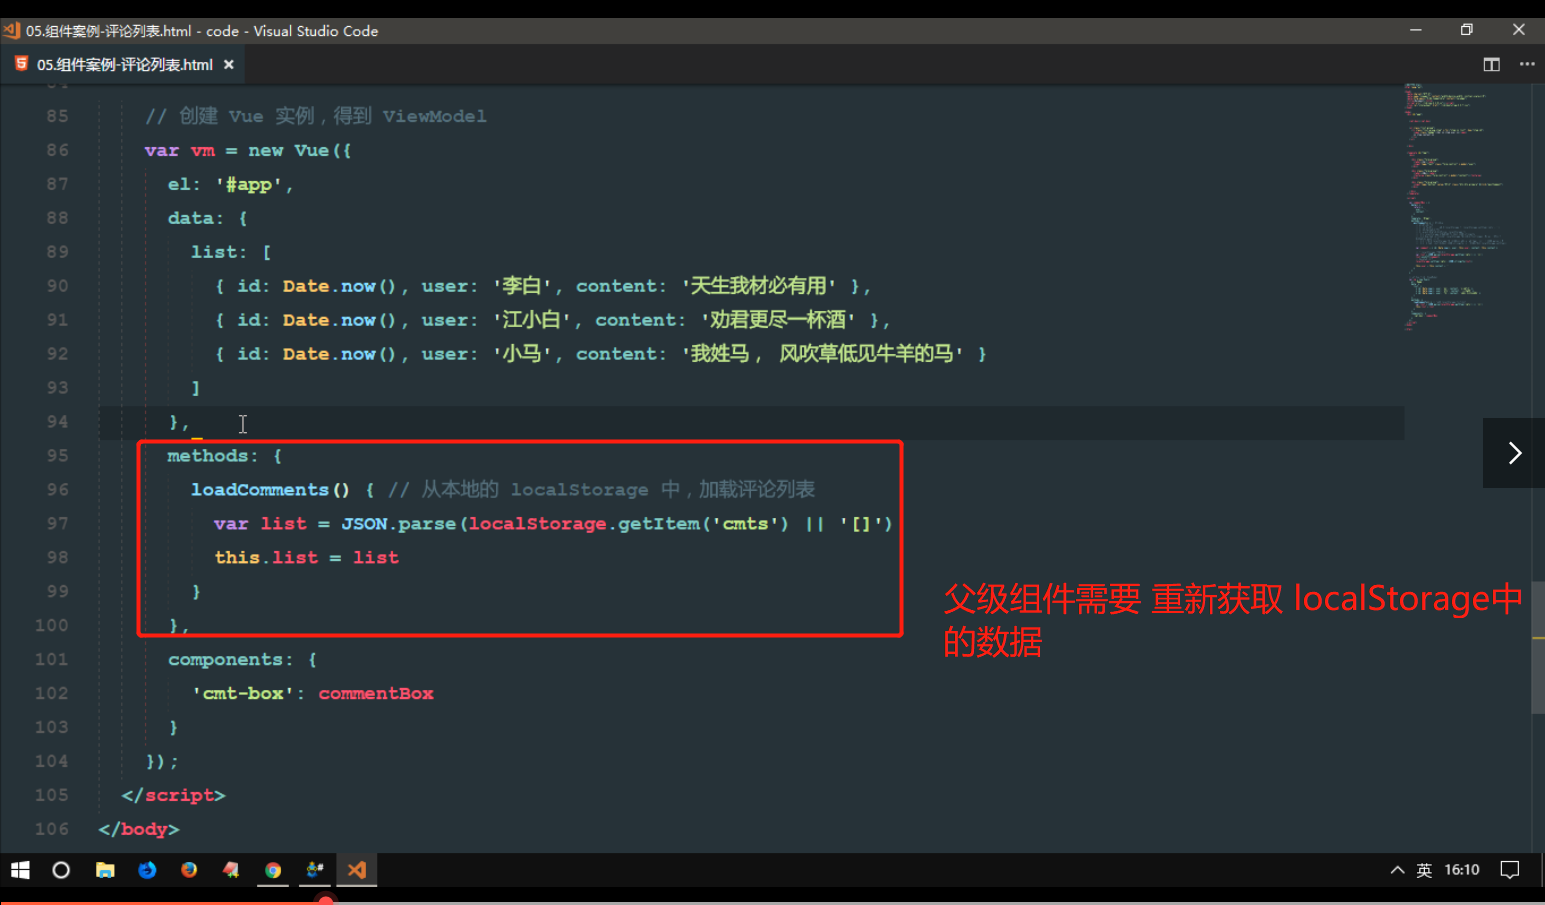 05.组件案例-评论列表.html - code - Visual Studio Code
05.组件案例-评论列表.html ×
85 // 创建 Vue 实例，得到 ViewModel
86 var vm = new Vue({
87 el: '#app',
88 data: {
89 list: [
90 { id: Date.now(), user: '李白', content: '天生我材必有用' },
91 { id: Date.now(), user: '江小白', content: '劝君更尽一杯酒' },
92 { id: Date.now(), user: '小马', content: '我姓马， 风吹草低见牛羊的马' }
93 ]
94 },
95 methods: {
96 loadComments() { // 从本地的 localStorage 中，加载评论列表
97 var list = JSON.parse(localStorage.getItem('cmts') || '[]')
98 this.list = list
99 }
100 },
父级组件需要 重新获取 localStorage中
的数据
101 components: {
102 'cmt-box': commentBox
103 }
104 });
105 </script>
106 </body>
英 16:10